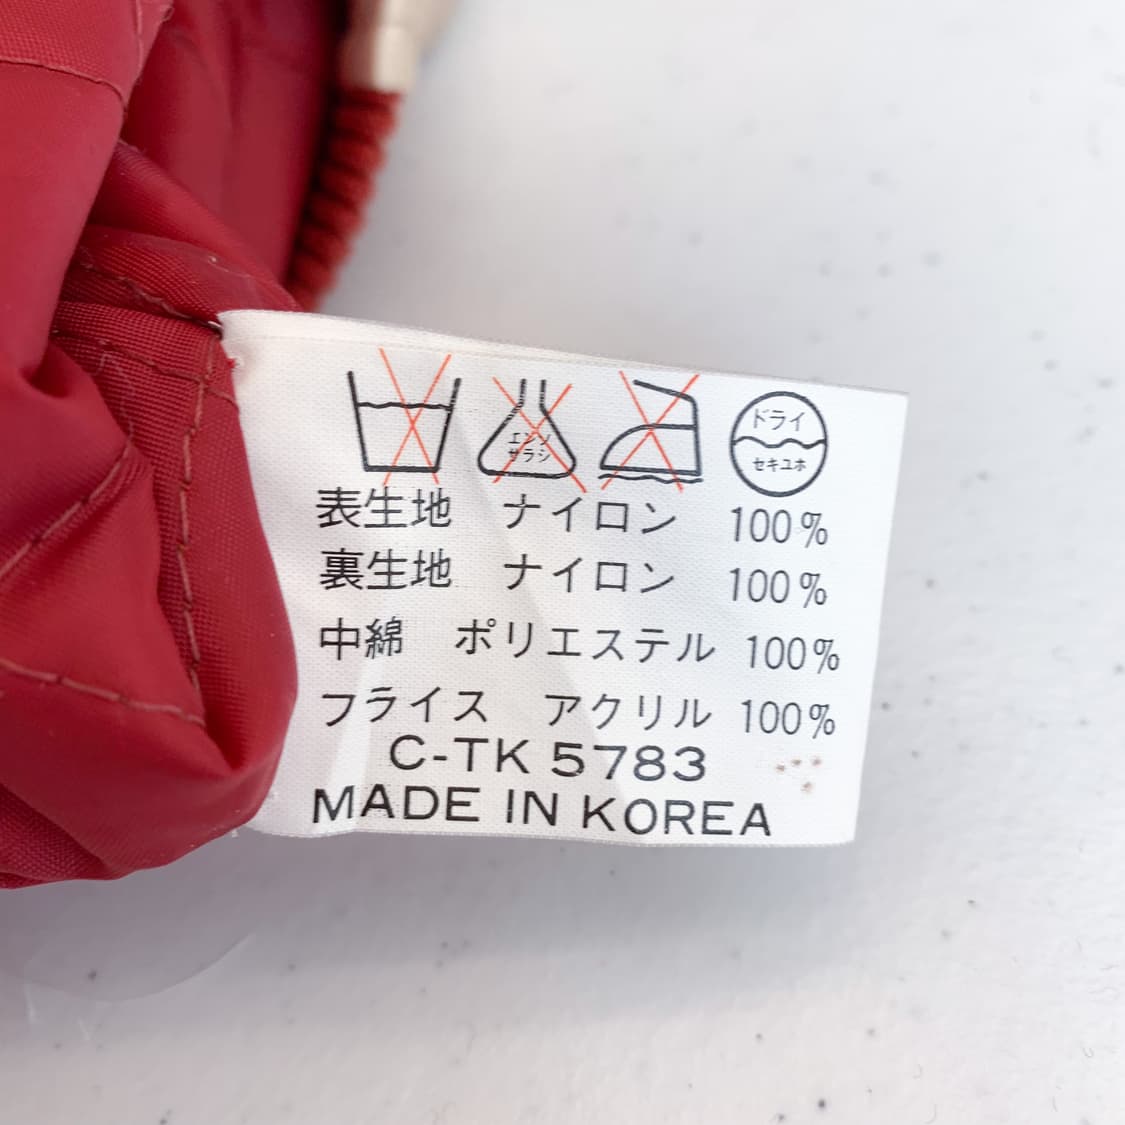 エンソ
サラシ
ドライ
セキユホ
表生地 ナイロン 100%
裏生地 ナイロン 100%
中綿 ポリエステル 100%
フライス アクリル 100%
C-TK 5783
MADE IN KOREA